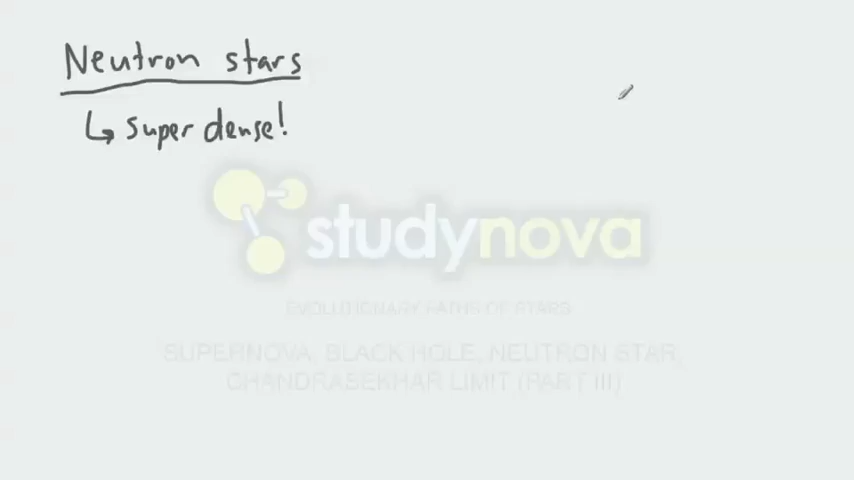 Neutron stars
↳ super dense!
studynova
EVOLUTIONARY PATHS OF STARS
SUPERNOVA, BLACK HOLE, NEUTRON STAR,
CHANDRASEKHAR LIMIT (PART III)